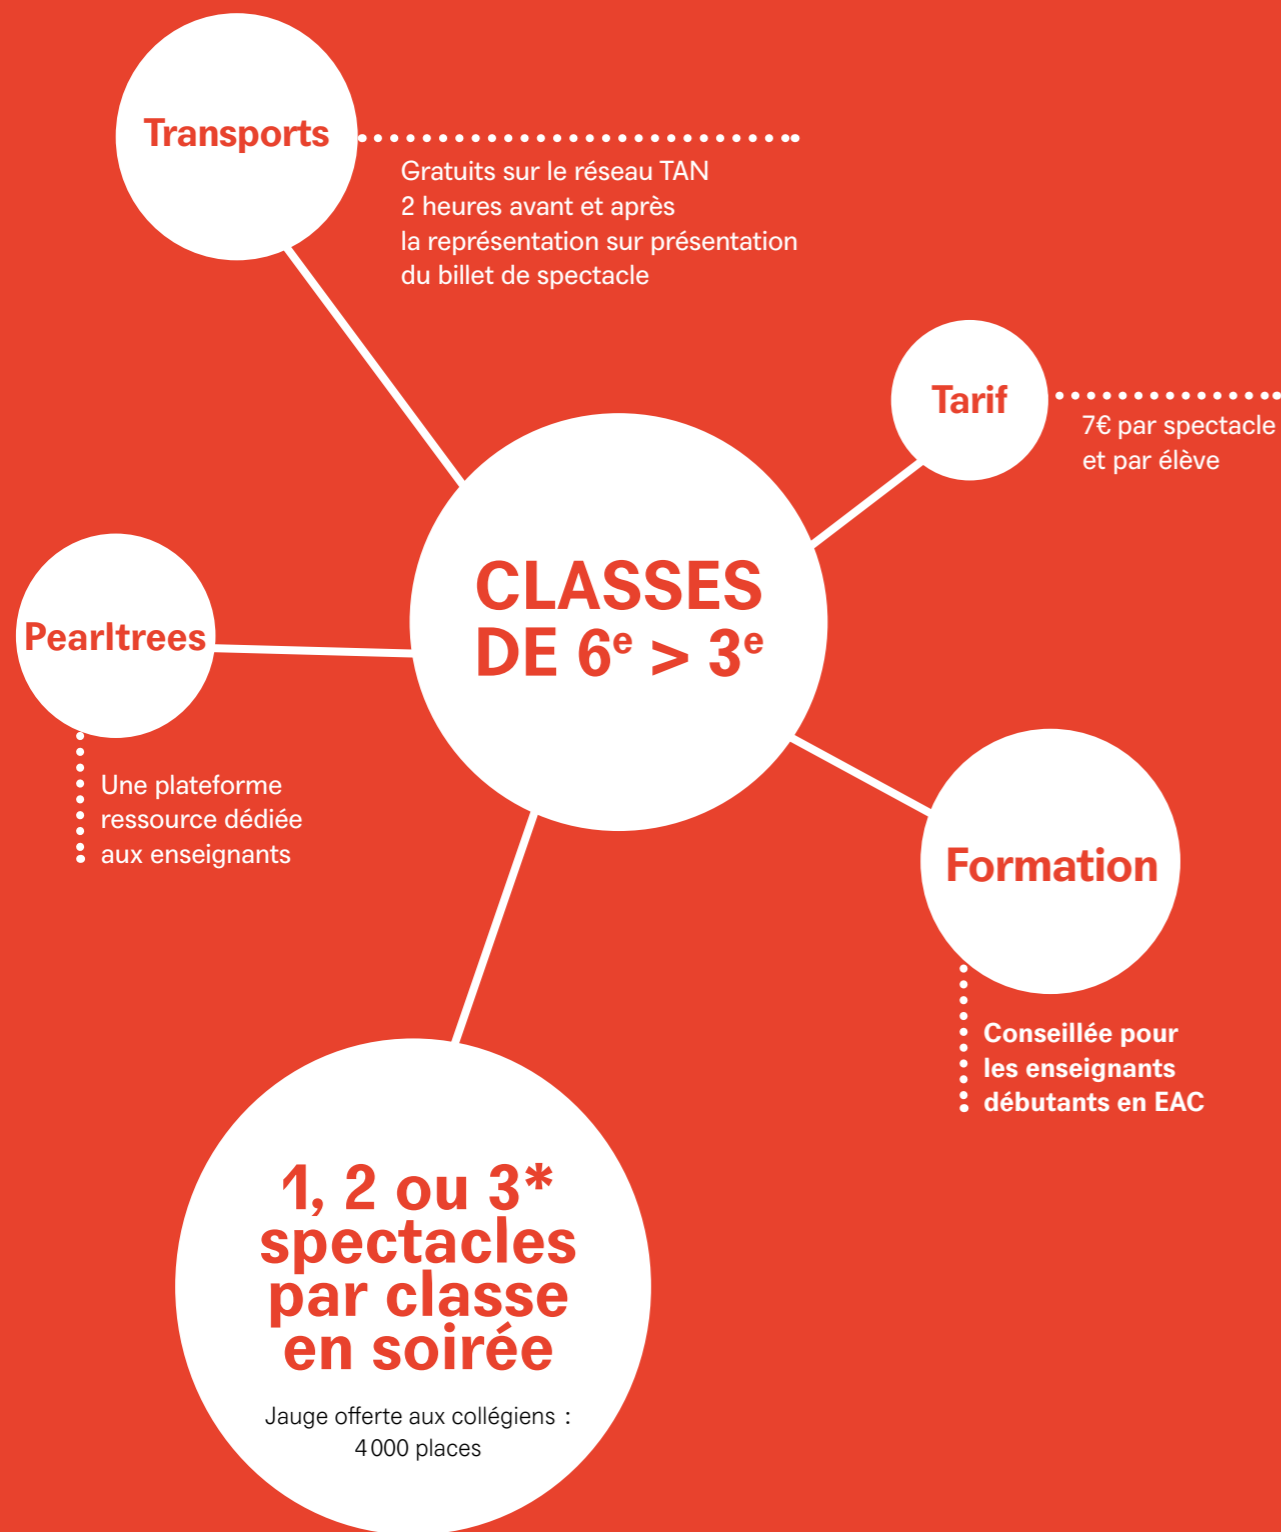 Transports
Gratuits sur le réseau TAN
2 heures avant et après
la représentation sur présentation
du billet de spectacle
Tarif
7€ par spectacle
et par élève
CLASSES
DE 6e > 3e
Pearltrees
Une plateforme
ressource dédiée
aux enseignants
Formation
Conseillée pour
les enseignants
débutants en EAC
1, 2 ou 3*
spectacles
par classe
en soirée
Jauge offerte aux collégiens :
4 000 places